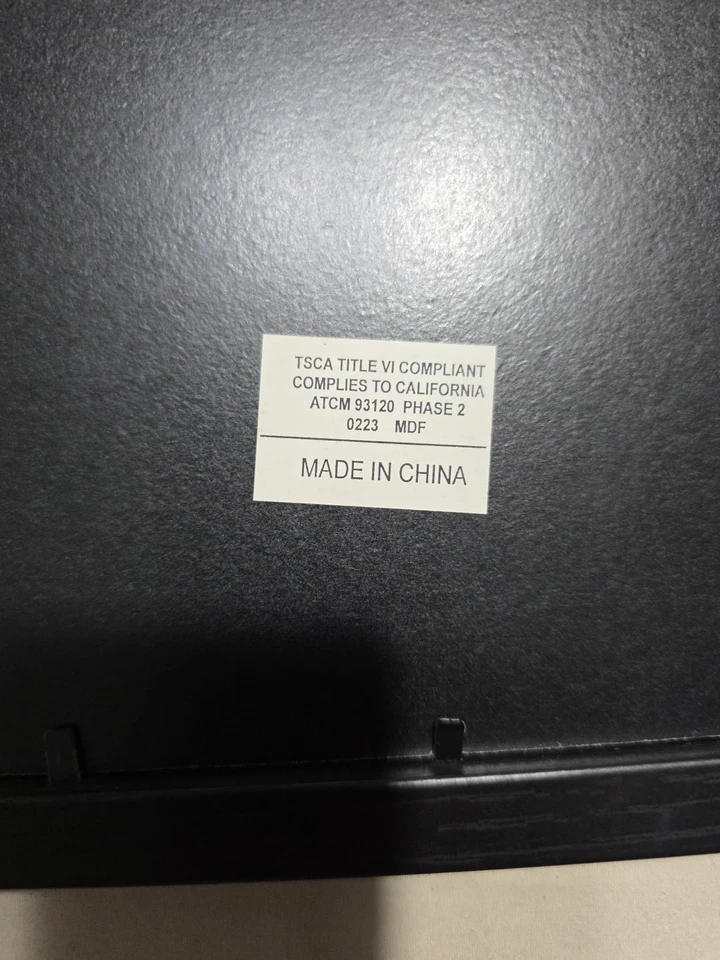 TSCA TITLE VI COMPLIANT
COMPLIES TO CALIFORNIA
ATCM 93120 PHASE 2
0223 MDF
MADE IN CHINA